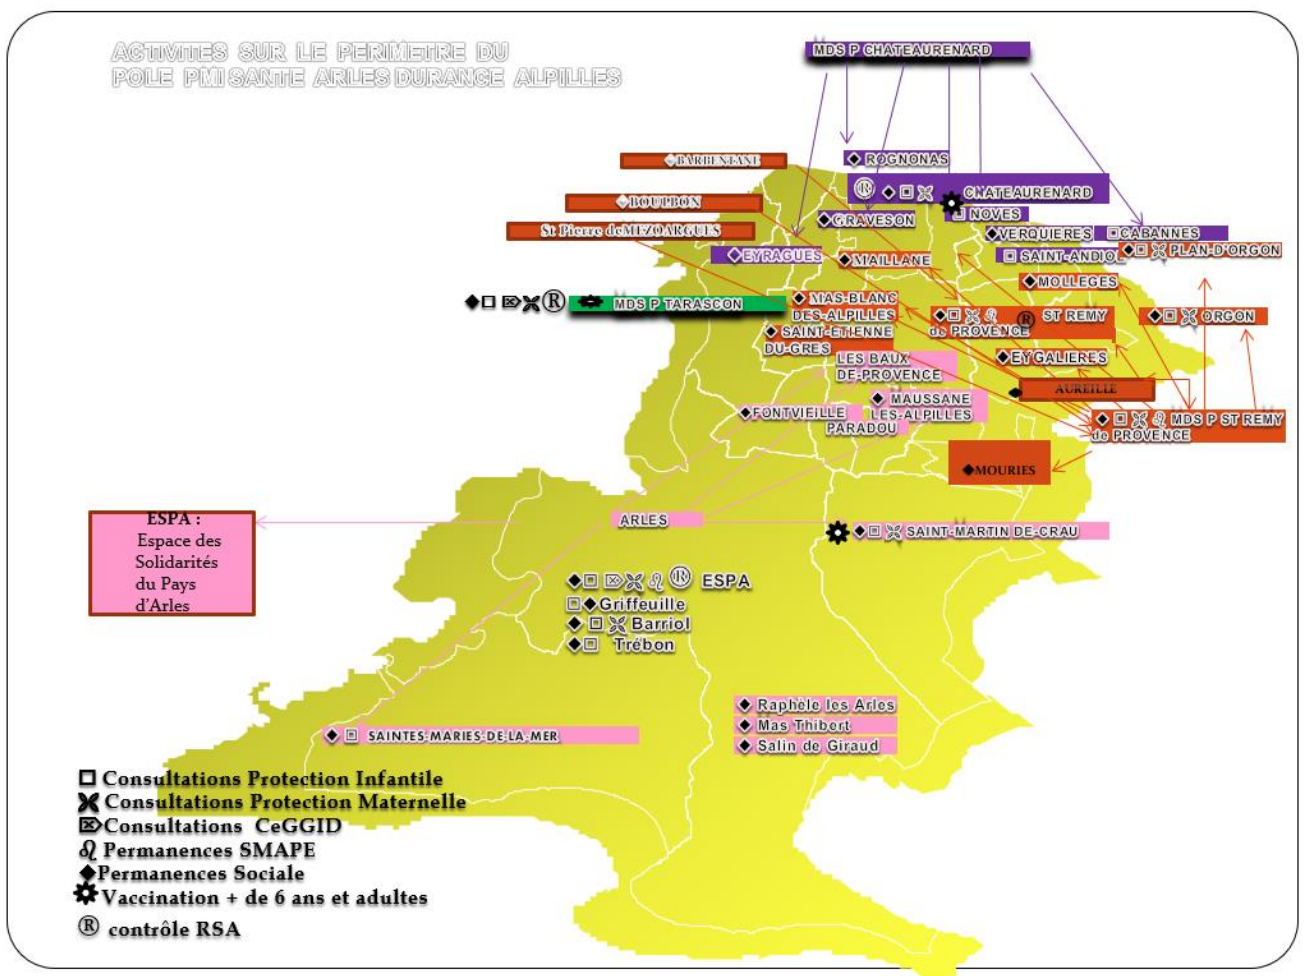 ACTIVITES SUR LE PERIMETRE DU
POLE PMI SANTE ARLES DURANCE ALPILLES
MDS P CHATEAURENARD
◆BARBENTANE
◆ROGNONAS
® ◆ □ CHATEAURENARD
◆BOULBON
◆GRAVESON
□ NOVES
St Pierre deMEZOARGUES
◆VERQUIERES
□CABANNES
◆EYRAGUES
◆MAILLANE
□ SAINT-ANDIOL
◆□ PLAN-D'ORGON
◆MOLLEGES
◆□ ® MDS P TARASCON
◆MAS-BLANC
DES-ALPILLES
◆□ ® ST REMY
de PROVENCE
◆□ ORGON
◆SAINT-ETIENNE
DU-GRES
LES BAUX
DE-PROVENCE
◆EYGALIERES
AUREILLE
◆FONTVIEILLE
◆ MAUSSANE
LES-ALPILLES
PARADOU
◆□ MDS P ST REMY
de PROVENCE
◆MOURIES
ESPA :
Espace des
Solidarités
du Pays
d'Arles
ARLES
◆□ SAINT-MARTIN DE-CRAU
◆□ ® ESPA
□◆Griffeuille
◆□ Barriol
◆□ Trébon
◆ Raphèle les Arles
◆ Mas Thibert
◆ Salin de Giraud
◆ □ SAINTES-MARIES-DE-LA-MER
□ Consultations Protection Infantile
Consultations Protection Maternelle
Consultations CeGGID
♌ Permanences SMAPE
◆Permanences Sociale
Vaccination + de 6 ans et adultes
® contrôle RSA